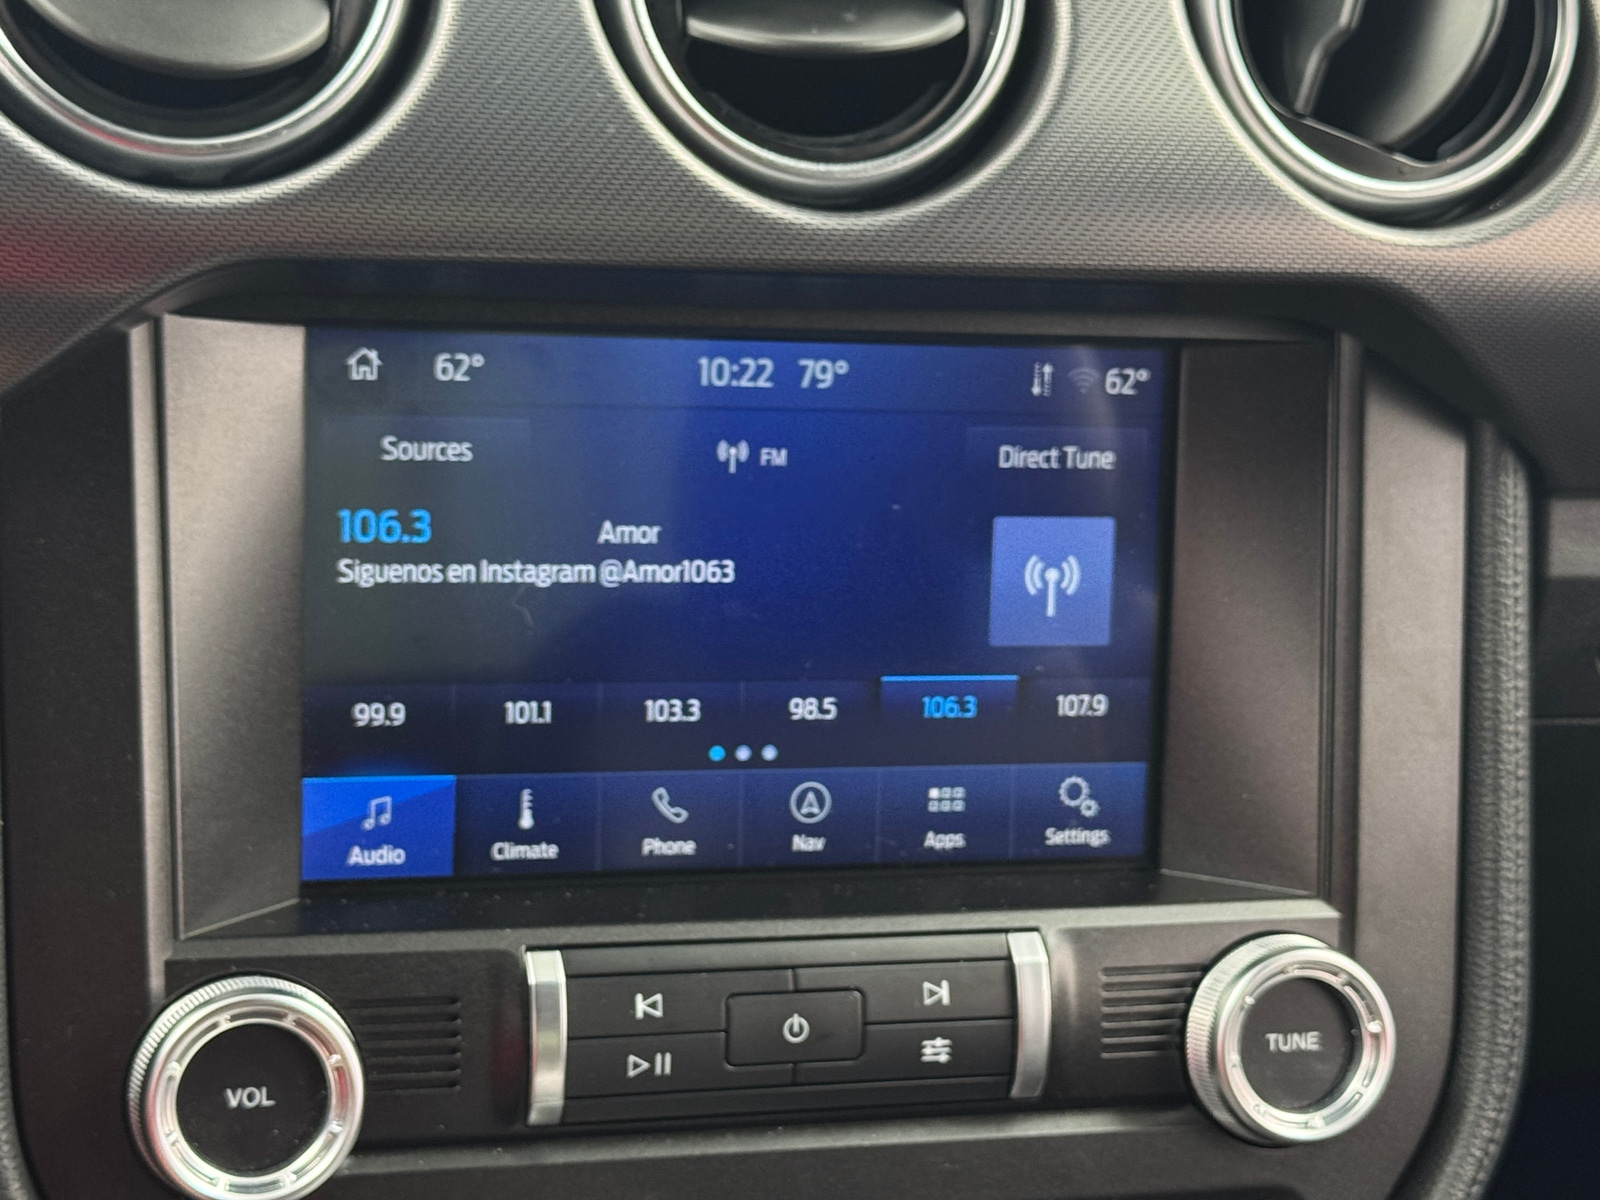 62° 10:22 79° 62°
Sources FM Direct Tune
106.3 Amor
Siguenos en Instagram @Amor1063
99.9 101.1 103.3 98.5 106.3 107.9
Audio Climate Phone Nav Apps Settings
VOL TUNE